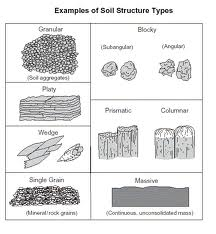 Examples of Soil Structure Types
Granular
(Soil aggregates)
Blocky
(Subangular)
(Angular)
Platy
Prismatic
Columnar
Wedge
Single Grain
(Mineral/rock grains)
Massive
(Continuous, unconsolidated mass)